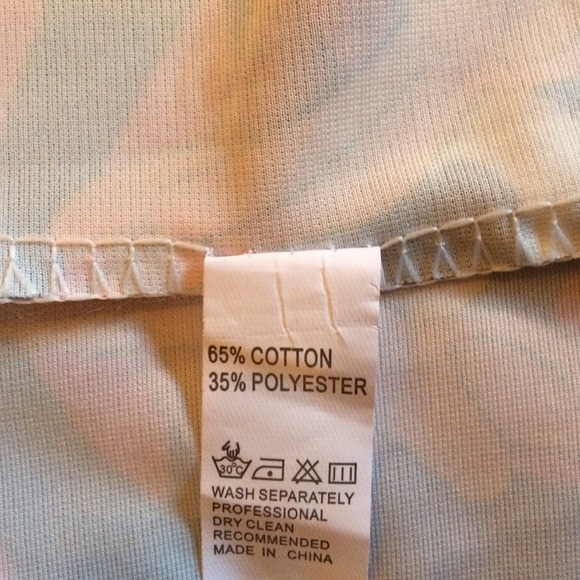 65% COTTON
35% POLYESTER
30°C
WASH SEPARATELY
PROFESSIONAL
DRY CLEAN
RECOMMENDED
MADE IN CHINA